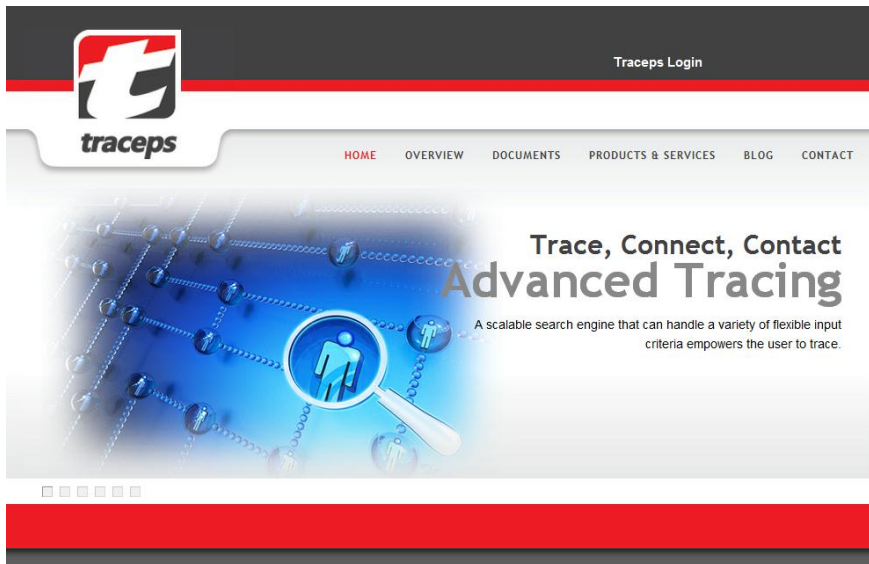 Traceps Login
t
traceps
HOME OVERVIEW DOCUMENTS PRODUCTS & SERVICES BLOG CONTACT
Trace, Connect, Contact
Advanced Tracing
A scalable search engine that can handle a variety of flexible input
criteria empowers the user to trace.